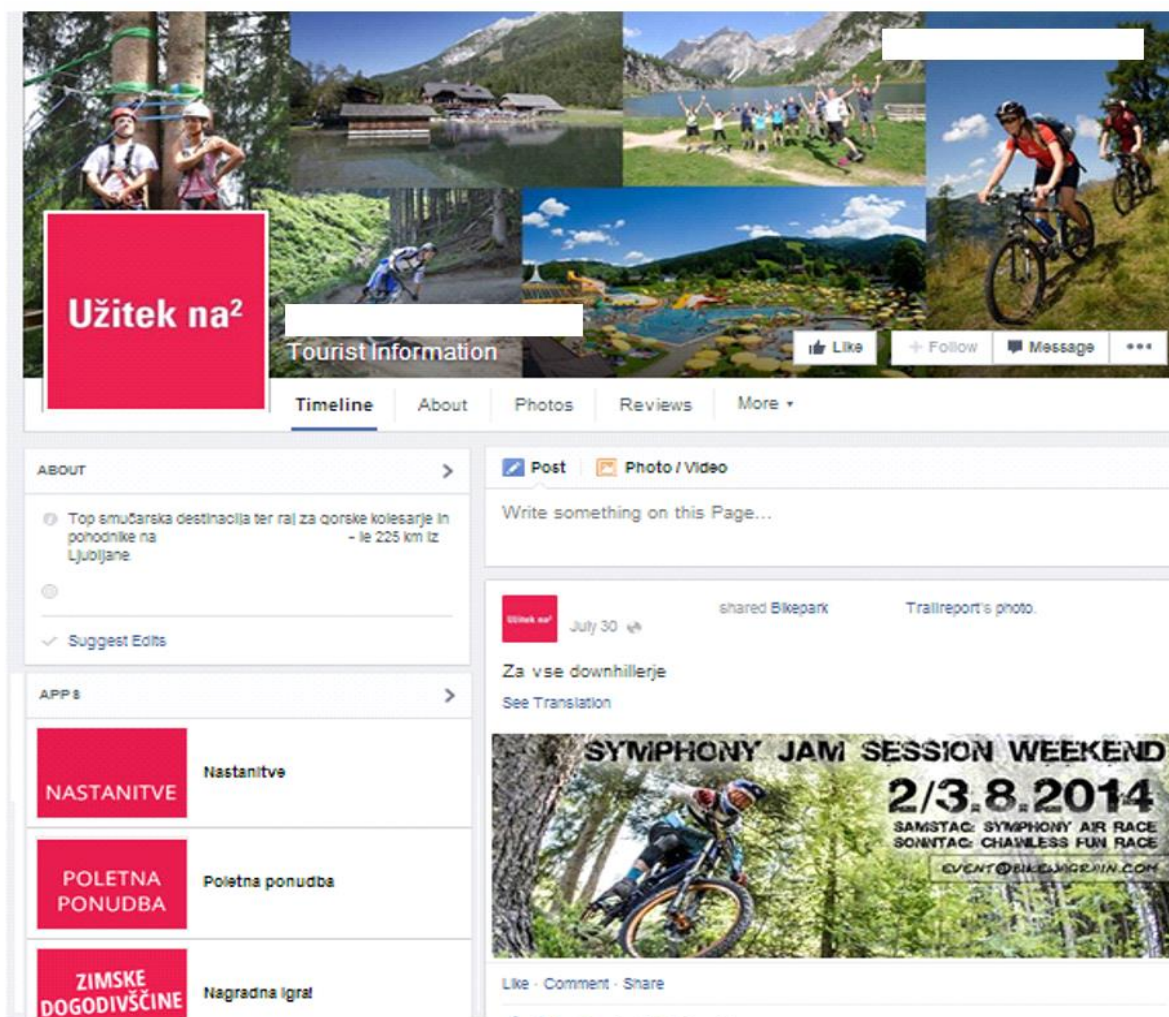 Užitek na²
Tourist Information
Like
+ Follow
Message
Timeline
About
Photos
Reviews
More
ABOUT
Top smučarska destinacija ter raj za gorske kolesarje in
pohodnike na – le 225 km iz
Ljubljane.
Suggest Edits
APPS
NASTANITVE
Nastanitve
POLETNA
PONUDBA
Poletna ponudba
ZIMSKE
DOGODIVŠČINE
Nagradna igra!
Post
Photo / Video
Write something on this Page...
Užitek na²
shared Bikepark Trailreport's photo.
July 30
Za vse downhillerje
See Translation
SYMPHONY JAM SESSION WEEKEND
2/3.8.2014
SAMSTAG: SYMPHONY AIR RACE
SONNTAG: CHAINLESS FUN RACE
EVENT@BIKEWAGRAIN.COM
Like · Comment · Share